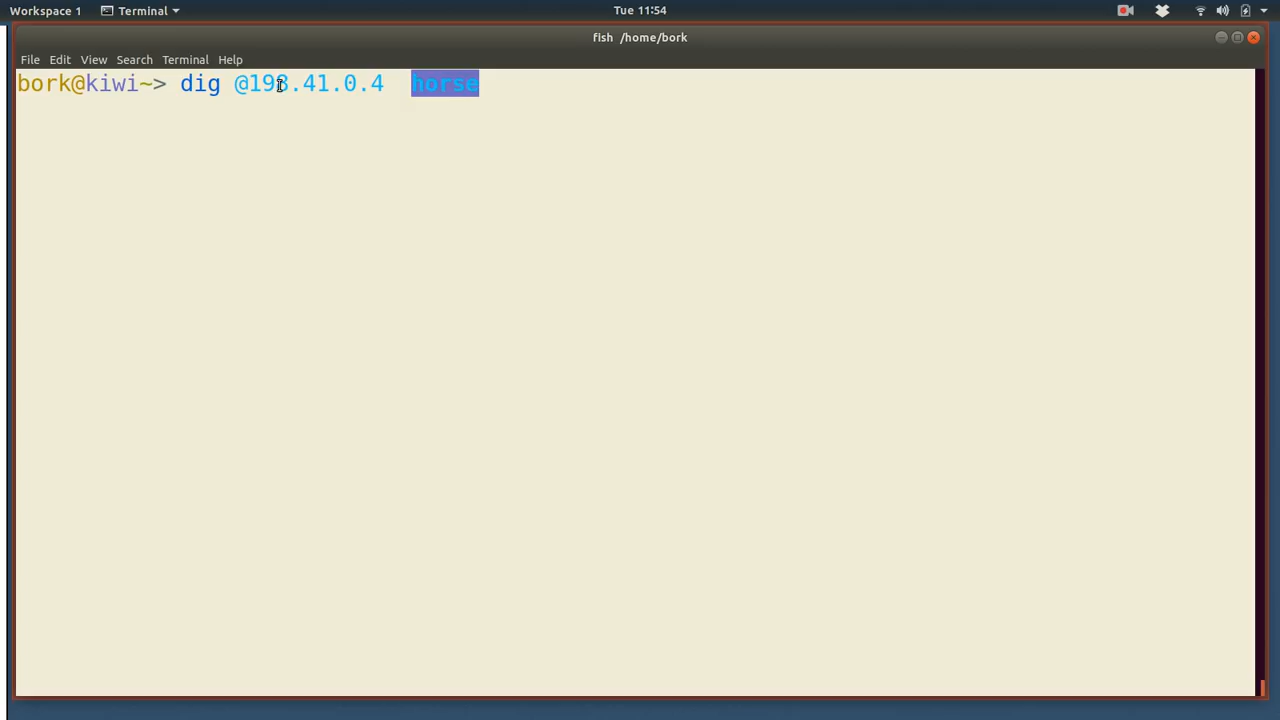 Workspace 1 Terminal Tue 11:54
fish /home/bork
File Edit View Search Terminal Help
bork@kiwi~> dig @198.41.0.4  horse